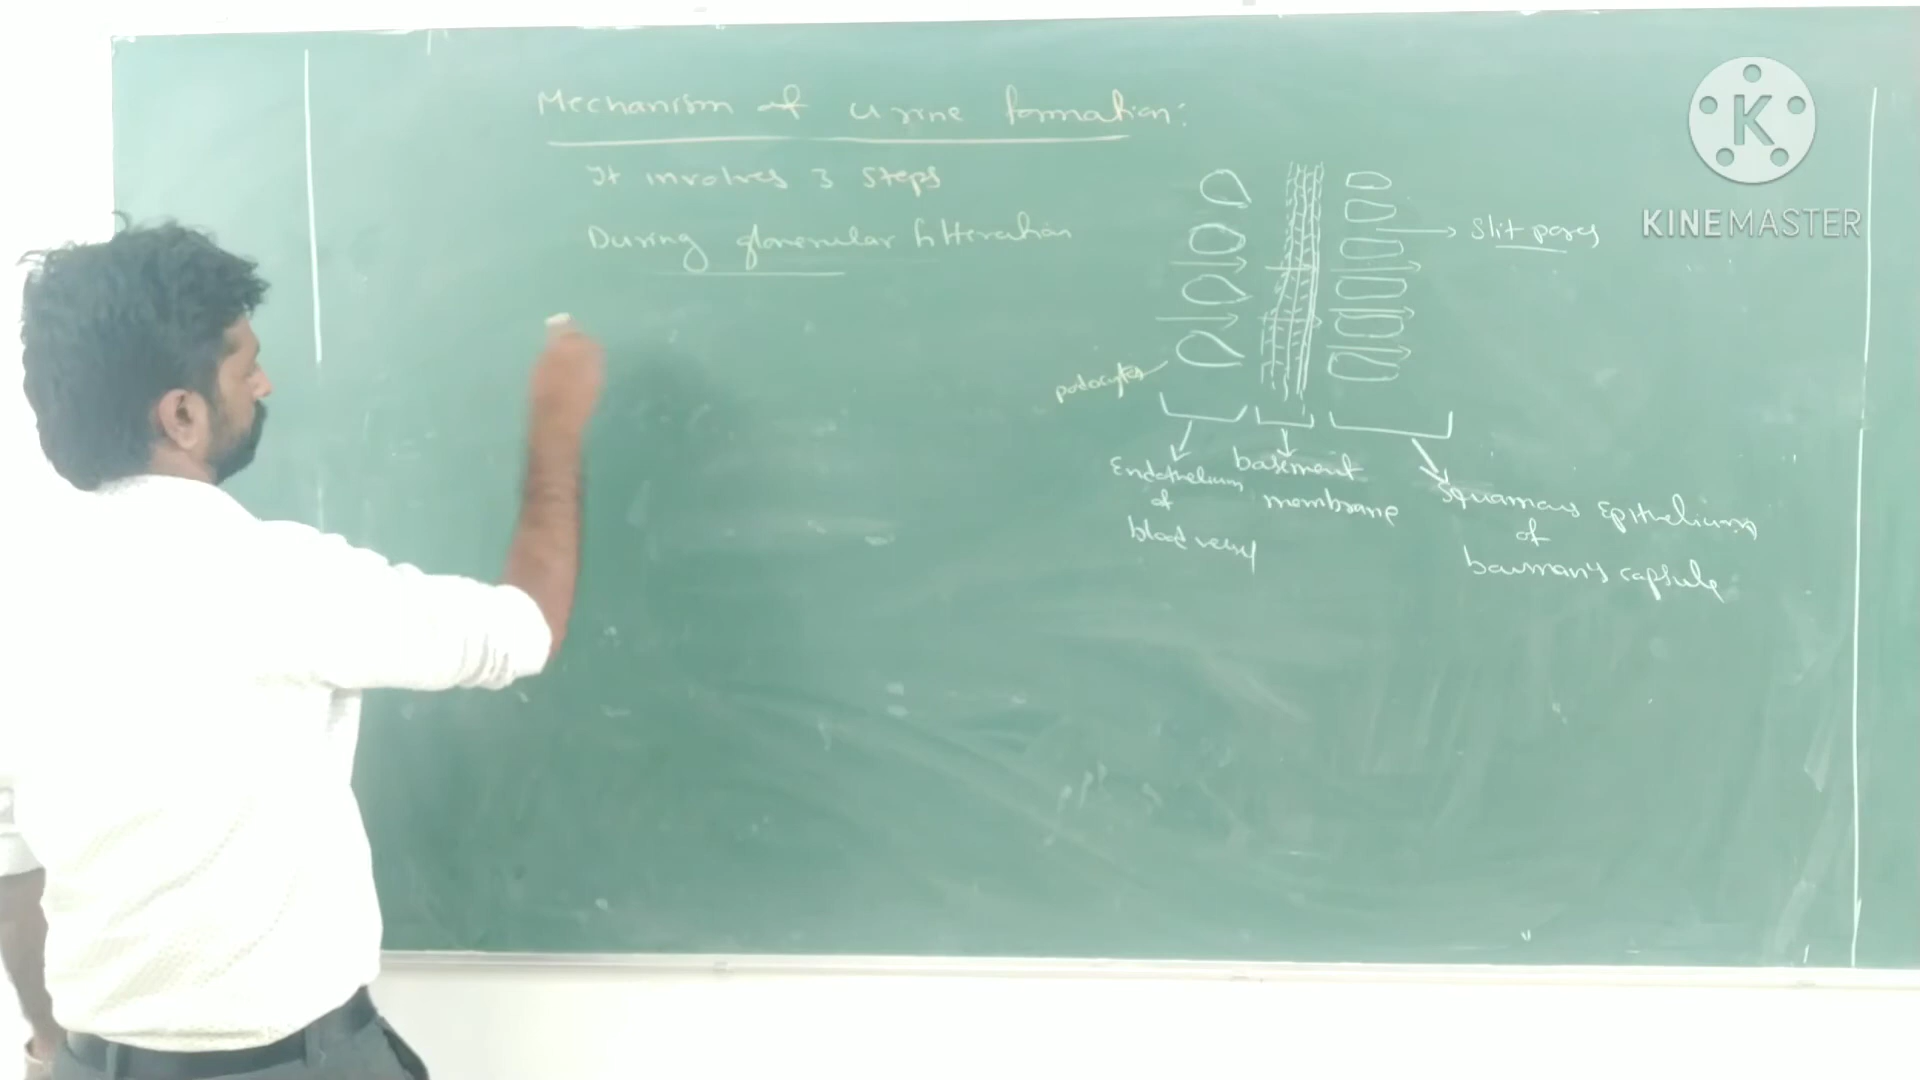 Mechanism of urine formation:
It involves 3 steps
During glomerular filteration
Slit pores
podocytes
Endothelium
of
blood vessel
basement
membrane
Squamous Epithelium
of
bowman's capsule
K
KINEMASTER